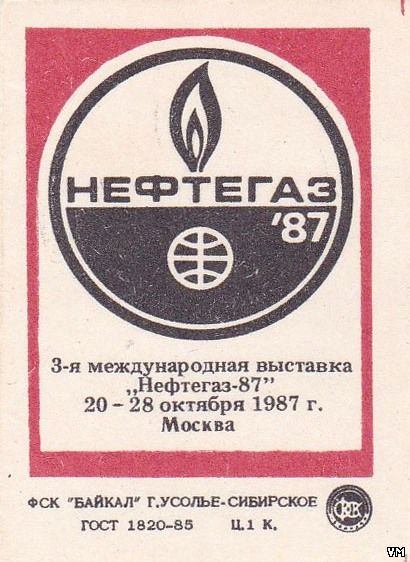 НЕФТЕГАЗ
'87
3-я международная выставка
„Нефтегаз-87”
20 – 28 октября 1987 г.
Москва
ФСК "БАЙКАЛ" Г.УСОЛЬЕ-СИБИРСКОЕ
ГОСТ 1820-85 Ц.1 К.
VM